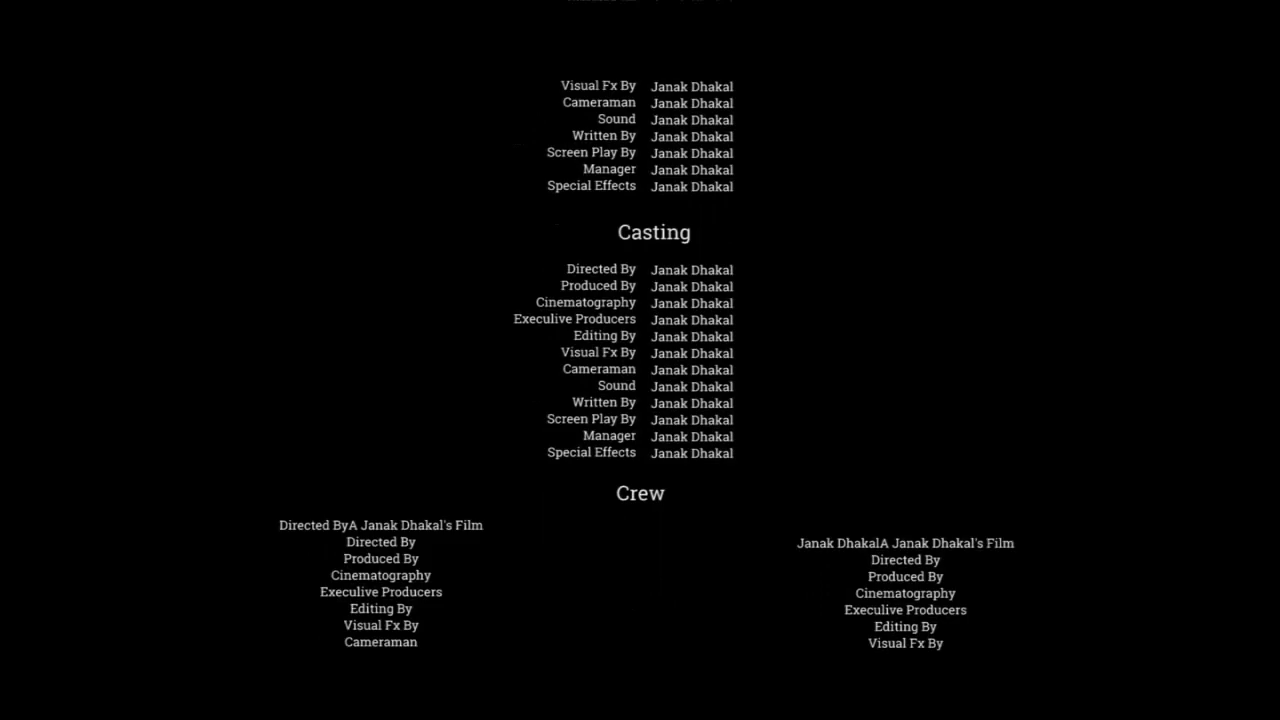 Visual Fx By Janak Dhakal
Cameraman Janak Dhakal
Sound Janak Dhakal
Written By Janak Dhakal
Screen Play By Janak Dhakal
Manager Janak Dhakal
Special Effects Janak Dhakal
Casting
Directed By Janak Dhakal
Produced By Janak Dhakal
Cinematography Janak Dhakal
Execulive Producers Janak Dhakal
Editing By Janak Dhakal
Visual Fx By Janak Dhakal
Cameraman Janak Dhakal
Sound Janak Dhakal
Written By Janak Dhakal
Screen Play By Janak Dhakal
Manager Janak Dhakal
Special Effects Janak Dhakal
Crew
Directed ByA Janak Dhakal's Film
Directed By
Produced By
Cinematography
Execulive Producers
Editing By
Visual Fx By
Cameraman
Janak DhakalA Janak Dhakal's Film
Directed By
Produced By
Cinematography
Execulive Producers
Editing By
Visual Fx By